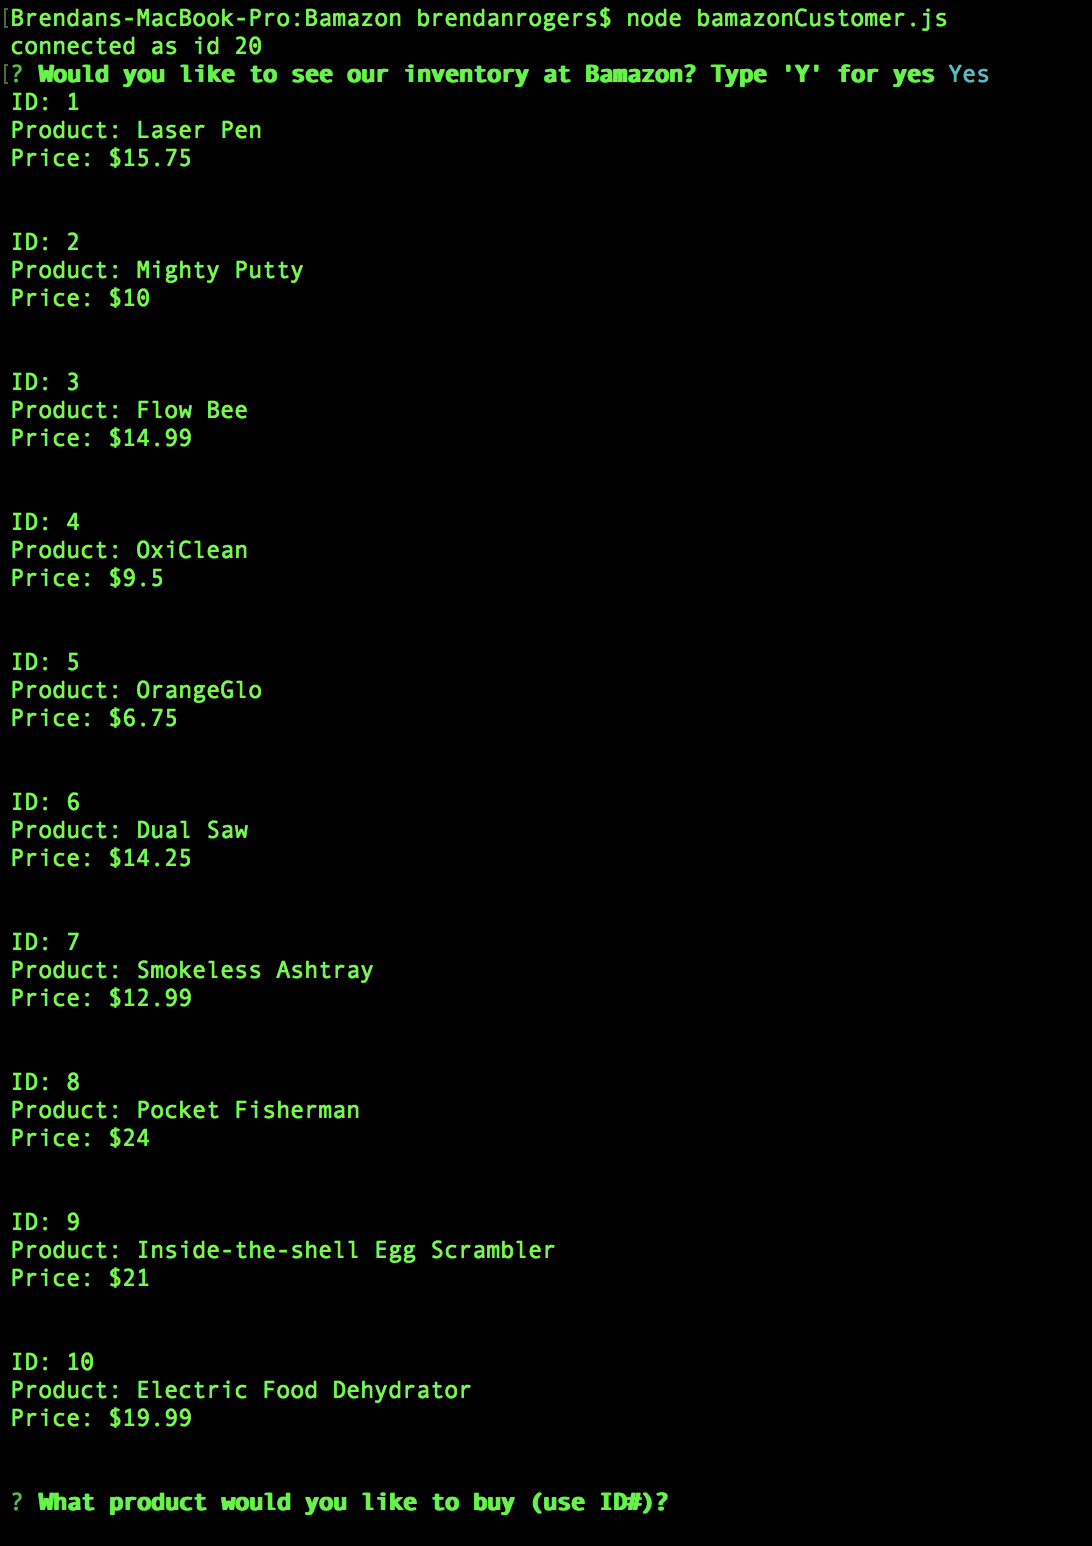 [Brendans-MacBook-Pro:Bamazon brendanrogers$ node bamazonCustomer.js
connected as id 20
[? Would you like to see our inventory at Bamazon? Type 'Y' for yes Yes
ID: 1
Product: Laser Pen
Price: $15.75
ID: 2
Product: Mighty Putty
Price: $10
ID: 3
Product: Flow Bee
Price: $14.99
ID: 4
Product: OxiClean
Price: $9.5
ID: 5
Product: OrangeGlo
Price: $6.75
ID: 6
Product: Dual Saw
Price: $14.25
ID: 7
Product: Smokeless Ashtray
Price: $12.99
ID: 8
Product: Pocket Fisherman
Price: $24
ID: 9
Product: Inside-the-shell Egg Scrambler
Price: $21
ID: 10
Product: Electric Food Dehydrator
Price: $19.99
? What product would you like to buy (use ID#)?